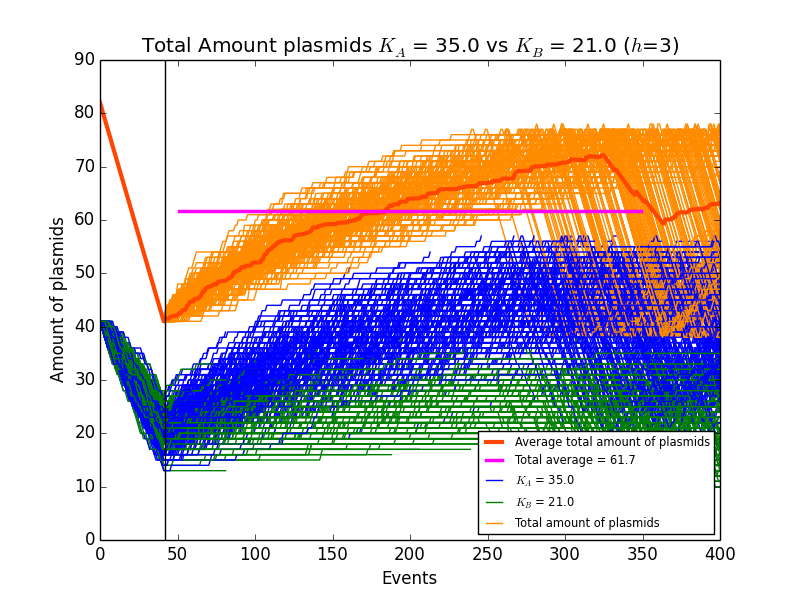 Total Amount plasmids K_A = 35.0 vs K_B = 21.0 (h=3)
90
80
70
60
50
40
30
20
10
0
Amount of plasmids
Average total amount of plasmids
Total average = 61.7
K_A = 35.0
K_B = 21.0
Total amount of plasmids
0 50 100 150 200 250 300 350 400
Events